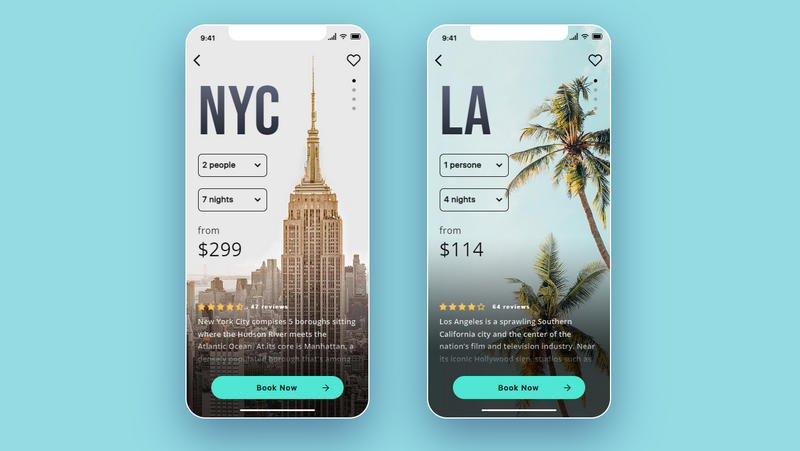 9:41
NYC
2 people
7 nights
from
$299
47 reviews
New York City compises 5 boroughs sitting
where the Hudson River meets the
Atlantic Ocean. At its core is Manhattan, a
densely populated borough that's among
Book Now
9:41
LA
1 persone
4 nights
from
$114
64 reviews
Los Angeles is a sprawling Southern
California city and the center of the
nation's film and television industry. Near
its iconic Hollywood sign, studios such as
Book Now